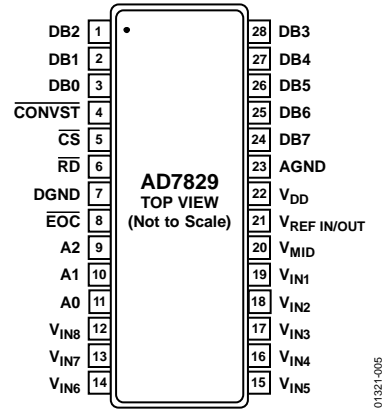 DB2 1
DB1 2
DB0 3
CONVST 4
CS 5
RD 6
DGND 7
EOC 8
A2 9
A1 10
A0 11
VIN8 12
VIN7 13
VIN6 14
AD7829
TOP VIEW
(Not to Scale)
28 DB3
27 DB4
26 DB5
25 DB6
24 DB7
23 AGND
22 VDD
21 VREF IN/OUT
20 VMID
19 VIN1
18 VIN2
17 VIN3
16 VIN4
15 VIN5
01321-005